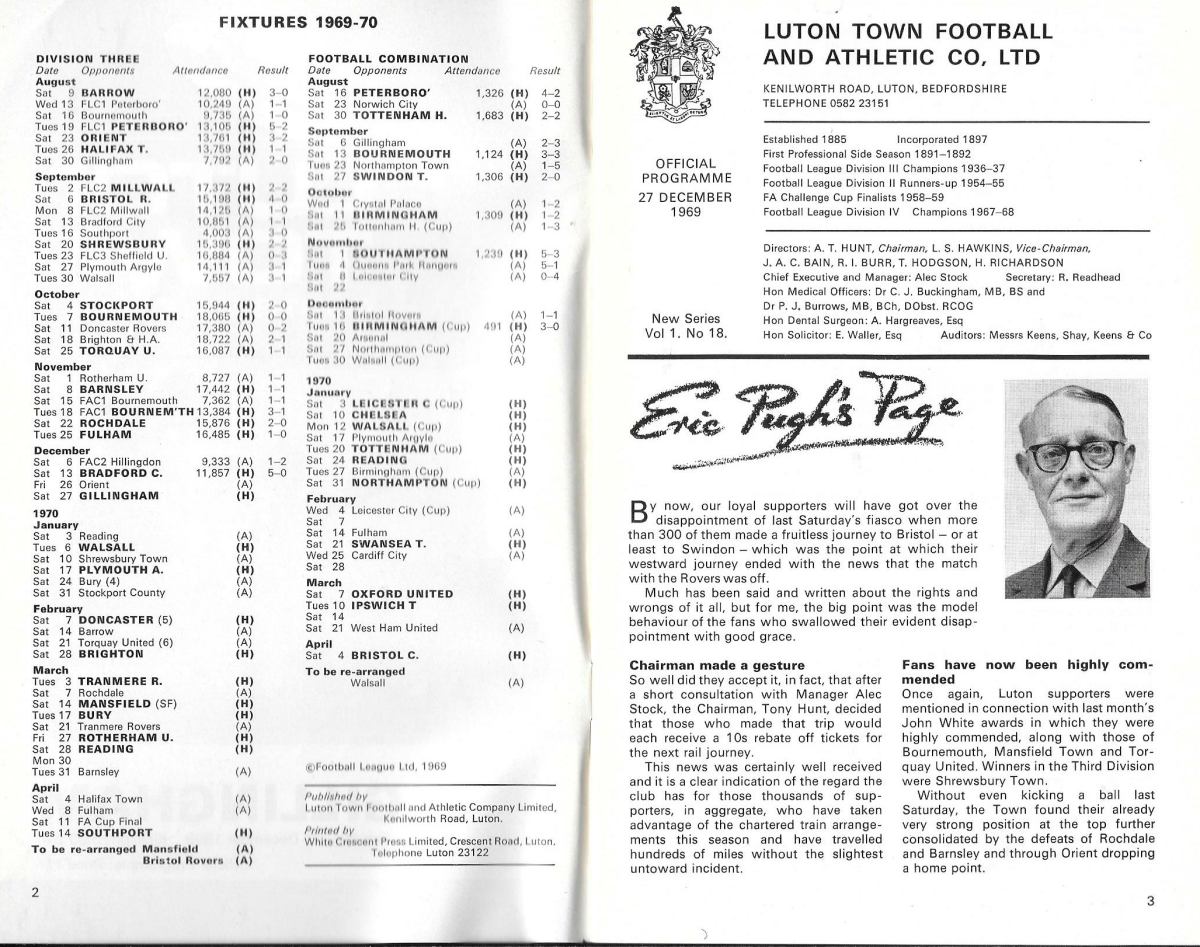 FIXTURES 1969-70
DIVISION THREE
Date Opponents Attendance Result
August
Sat 9 BARROW 12,080 (H) 3–0
Wed 13 FLC1 Peterboro' 10,249 (A) 1–1
Sat 16 Bournemouth 9,735 (A) 1–0
Tues 19 FLC1 PETERBORO' 13,105 (H) 5–2
Sat 23 ORIENT 13,761 (H) 3–2
Tues 26 HALIFAX T. 13,759 (H) 1–1
Sat 30 Gillingham 7,792 (A) 2–0
September
Tues 2 FLC2 MILLWALL 17,372 (H) 2–2
Sat 6 BRISTOL R. 15,198 (H) 4–0
Mon 8 FLC2 Millwall 14,125 (A) 1–0
Sat 13 Bradford City 10,851 (A) 1–1
Tues 16 Southport 4,003 (A) 3–0
Sat 20 SHREWSBURY 15,396 (H) 2–2
Tues 23 FLC3 Sheffield U. 16,884 (A) 0–3
Sat 27 Plymouth Argyle 14,111 (A) 3–1
Tues 30 Walsall 7,557 (A) 3–1
October
Sat 4 STOCKPORT 15,944 (H) 2–0
Tues 7 BOURNEMOUTH 18,065 (H) 0–0
Sat 11 Doncaster Rovers 17,380 (A) 0–2
Sat 18 Brighton & H.A. 18,722 (A) 2–1
Sat 25 TORQUAY U. 16,087 (H) 1–1
November
Sat 1 Rotherham U. 8,727 (A) 1–1
Sat 8 BARNSLEY 17,442 (H) 1–1
Sat 15 FAC1 Bournemouth 7,362 (A) 1–1
Tues 18 FAC1 BOURNEM'TH 13,384 (H) 3–1
Sat 22 ROCHDALE 15,876 (H) 2–0
Tues 25 FULHAM 16,485 (H) 1–0
December
Sat 6 FAC2 Hillingdon 9,333 (A) 1–2
Sat 13 BRADFORD C. 11,857 (H) 5–0
Fri 26 Orient (A)
Sat 27 GILLINGHAM (H)
1970
January
Sat 3 Reading (A)
Tues 6 WALSALL (H)
Sat 10 Shrewsbury Town (A)
Sat 17 PLYMOUTH A. (H)
Sat 24 Bury (4) (A)
Sat 31 Stockport County (A)
February
Sat 7 DONCASTER (5) (H)
Sat 14 Barrow (A)
Sat 21 Torquay United (6) (A)
Sat 28 BRIGHTON (H)
March
Tues 3 TRANMERE R. (H)
Sat 7 Rochdale (A)
Sat 14 MANSFIELD (SF) (H)
Tues 17 BURY (H)
Sat 21 Tranmere Rovers (A)
Fri 27 ROTHERHAM U. (H)
Sat 28 READING (H)
Mon 30
Tues 31 Barnsley (A)
April
Sat 4 Halifax Town (A)
Wed 8 Fulham (A)
Sat 11 FA Cup Final
Tues 14 SOUTHPORT (H)
To be re-arranged Mansfield (A)
Bristol Rovers (A)
2
FOOTBALL COMBINATION
Date Opponents Attendance Result
August
Sat 16 PETERBORO' 1,326 (H) 4–2
Sat 23 Norwich City (A) 0–0
Sat 30 TOTTENHAM H. 1,683 (H) 2–2
September
Sat 6 Gillingham (A) 2–3
Sat 13 BOURNEMOUTH 1,124 (H) 3–3
Tues 23 Northampton Town (A) 1–5
Sat 27 SWINDON T. 1,306 (H) 2–0
October
Wed 1 Crystal Palace (A) 1–2
Sat 11 BIRMINGHAM 1,309 (H) 1–2
Sat 25 Tottenham H. (Cup) (A) 1–3
November
Sat 1 SOUTHAMPTON 1,239 (H) 5–3
Tues 4 Queens Park Rangers (A) 5–1
Sat 8 Leicester City (A) 0–4
Sat 22
December
Sat 13 Bristol Rovers (A) 1–1
Tues 16 BIRMINGHAM (Cup) 491 (H) 3–0
Sat 20 Arsenal (A)
Sat 27 Northampton (Cup) (A)
Tues 30 Walsall (Cup) (A)
1970
January
Sat 3 LEICESTER C (Cup) (H)
Sat 10 CHELSEA (H)
Mon 12 WALSALL (Cup) (H)
Sat 17 Plymouth Argyle (A)
Tues 20 TOTTENHAM (Cup) (H)
Sat 24 READING (H)
Tues 27 Birmingham (Cup) (A)
Sat 31 NORTHAMPTON (Cup) (H)
February
Wed 4 Leicester City (Cup) (A)
Sat 7
Sat 14 Fulham (A)
Sat 21 SWANSEA T. (H)
Wed 25 Cardiff City (A)
Sat 28
March
Sat 7 OXFORD UNITED (H)
Tues 10 IPSWICH T (H)
Sat 14
Sat 21 West Ham United (A)
April
Sat 4 BRISTOL C. (H)
To be re-arranged
Walsall (A)
©Football League Ltd, 1969
Published by
Luton Town Football and Athletic Company Limited,
Kenilworth Road, Luton.
Printed by
White Crescent Press Limited, Crescent Road, Luton.
Telephone Luton 23122
LUTON TOWN FOOTBALL
AND ATHLETIC CO, LTD
KENILWORTH ROAD, LUTON, BEDFORDSHIRE
TELEPHONE 0582 23151
OFFICIAL
PROGRAMME
27 DECEMBER
1969
Established 1885 Incorporated 1897
First Professional Side Season 1891–1892
Football League Division III Champions 1936–37
Football League Division II Runners-up 1954–55
FA Challenge Cup Finalists 1958–59
Football League Division IV Champions 1967–68
New Series
Vol 1. No 18.
Directors: A. T. HUNT, Chairman, L. S. HAWKINS, Vice-Chairman,
J. A. C. BAIN, R. I. BURR, T. HODGSON, H. RICHARDSON
Chief Executive and Manager: Alec Stock Secretary: R. Readhead
Hon Medical Officers: Dr C. J. Buckingham, MB, BS and
Dr P. J. Burrows, MB, BCh, DObst. RCOG
Hon Dental Surgeon: A. Hargreaves, Esq
Hon Solicitor: E. Waller, Esq Auditors: Messrs Keens, Shay, Keens & Co
Eric Pugh's Page
By now, our loyal supporters will have got over the
disappointment of last Saturday's fiasco when more
than 300 of them made a fruitless journey to Bristol – or at
least to Swindon – which was the point at which their
westward journey ended with the news that the match
with the Rovers was off.
Much has been said and written about the rights and
wrongs of it all, but for me, the big point was the model
behaviour of the fans who swallowed their evident disap-
pointment with good grace.
Chairman made a gesture
So well did they accept it, in fact, that after
a short consultation with Manager Alec
Stock, the Chairman, Tony Hunt, decided
that those who made that trip would
each receive a 10s rebate off tickets for
the next rail journey.
This news was certainly well received
and it is a clear indication of the regard the
club has for those thousands of sup-
porters, in aggregate, who have taken
advantage of the chartered train arrange-
ments this season and have travelled
hundreds of miles without the slightest
untoward incident.
Fans have now been highly com-
mended
Once again, Luton supporters were
mentioned in connection with last month's
John White awards in which they were
highly commended, along with those of
Bournemouth, Mansfield Town and Tor-
quay United. Winners in the Third Division
were Shrewsbury Town.
Without even kicking a ball last
Saturday, the Town found their already
very strong position at the top further
consolidated by the defeats of Rochdale
and Barnsley and through Orient dropping
a home point.
3